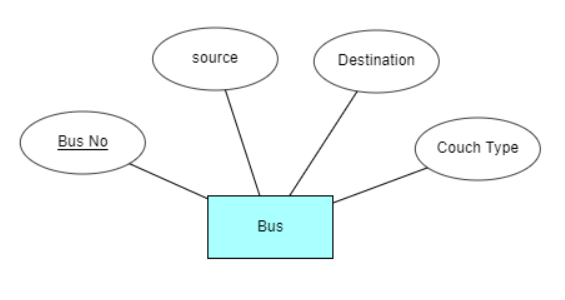 source
Destination
Bus No
Couch Type
Bus